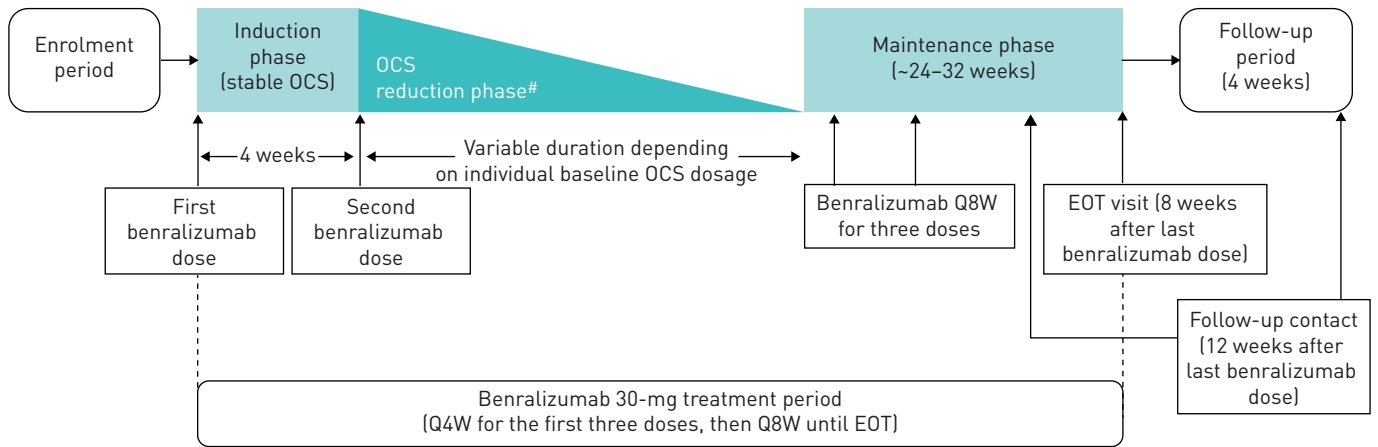 Enrolment
period
Induction
phase
(stable OCS)
OCS
reduction phase#
Maintenance phase
(~24–32 weeks)
Follow-up
period
(4 weeks)
4 weeks
Variable duration depending
on individual baseline OCS dosage
First
benralizumab
dose
Second
benralizumab
dose
Benralizumab Q8W
for three doses
EOT visit (8 weeks
after last
benralizumab dose)
Follow-up contact
(12 weeks after
last benralizumab
dose)
Benralizumab 30-mg treatment period
(Q4W for the first three doses, then Q8W until EOT)